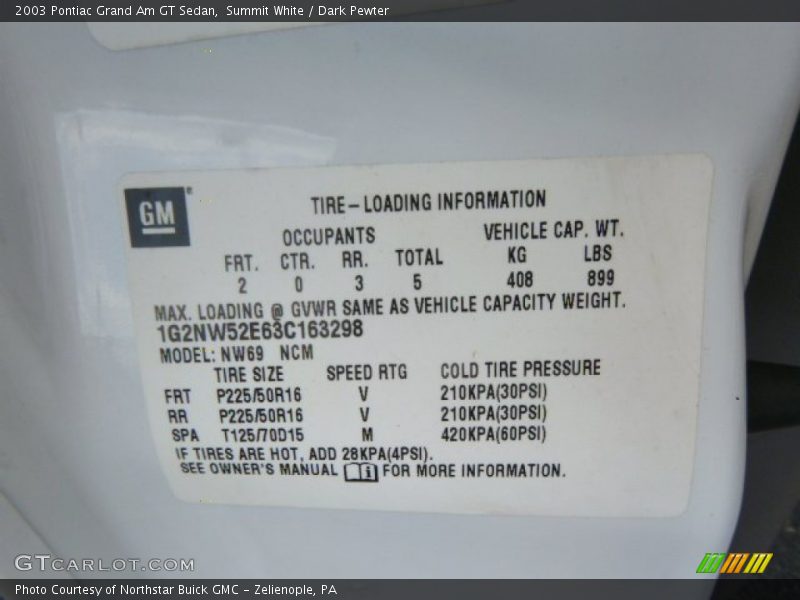 2003 Pontiac Grand Am GT Sedan,  Summit White / Dark Pewter
GM®
TIRE-LOADING INFORMATION
OCCUPANTS VEHICLE CAP. WT.
FRT. CTR. RR. TOTAL KG LBS
2 0 3 5 408 899
MAX. LOADING @ GVWR SAME AS VEHICLE CAPACITY WEIGHT.
1G2NW52E63C163298
MODEL: NW69 NCM
TIRE SIZE SPEED RTG COLD TIRE PRESSURE
FRT P225/50R16 V 210KPA(30PSI)
RR P225/50R16 V 210KPA(30PSI)
SPA T125/70D15 M 420KPA(60PSI)
IF TIRES ARE HOT, ADD 28KPA(4PSI).
SEE OWNER'S MANUAL FOR MORE INFORMATION.
GTCARLOT.COM
Photo Courtesy of Northstar Buick GMC - Zelienople, PA